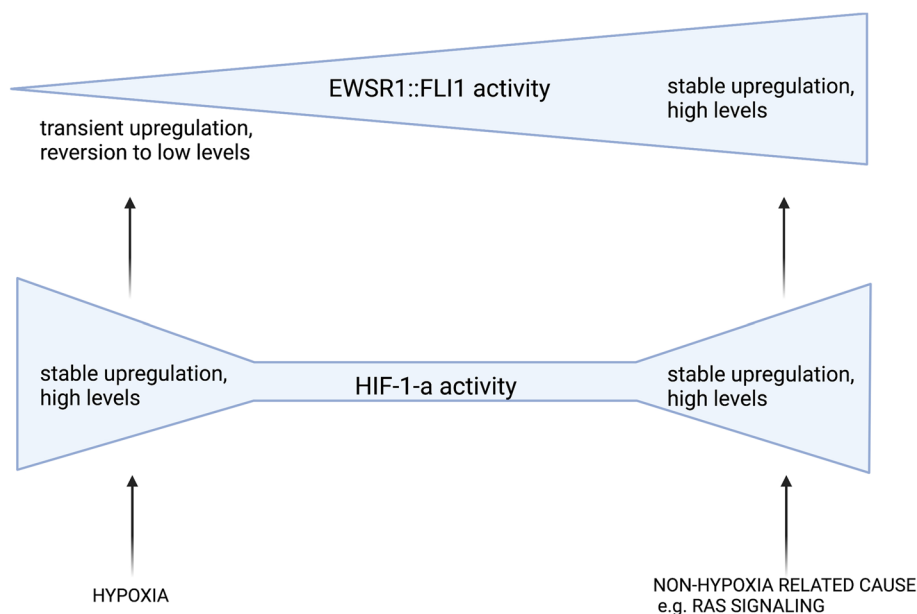 EWSR1::FLI1 activity
stable upregulation,
high levels
transient upregulation,
reversion to low levels
stable upregulation,
high levels
HIF-1-a activity
stable upregulation,
high levels
HYPOXIA
NON-HYPOXIA RELATED CAUSE
e.g. RAS SIGNALING